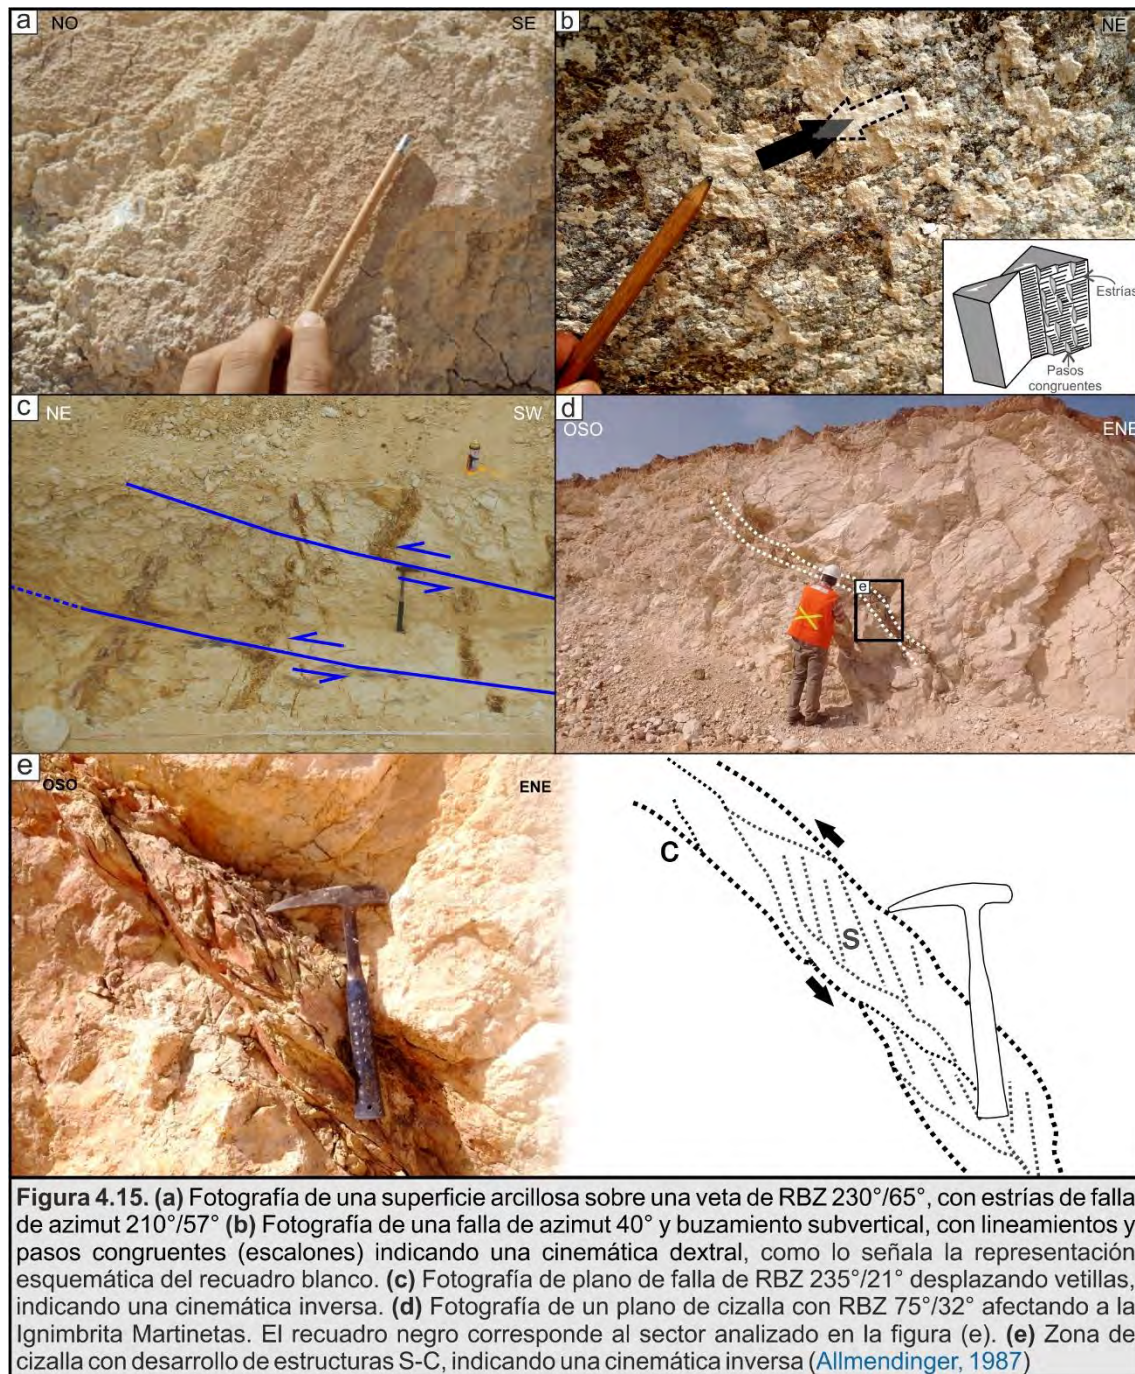 a
NO
SE
b
NE
Estrías
Pasos
congruentes
c
NE
SW
d
OSO
ENE
e
e
OSO
ENE
C
S
Figura 4.15. (a) Fotografía de una superficie arcillosa sobre una veta de RBZ 230°/65°, con estrías de falla
de azimut 210°/57° (b) Fotografía de una falla de azimut 40° y buzamiento subvertical, con lineamientos y
pasos congruentes (escalones) indicando una cinemática dextral, como lo señala la representación
esquemática del recuadro blanco. (c) Fotografía de plano de falla de RBZ 235°/21° desplazando vetillas,
indicando una cinemática inversa. (d) Fotografía de un plano de cizalla con RBZ 75°/32° afectando a la
Ignimbrita Martinetas. El recuadro negro corresponde al sector analizado en la figura (e). (e) Zona de
cizalla con desarrollo de estructuras S-C, indicando una cinemática inversa (Allmendinger, 1987)